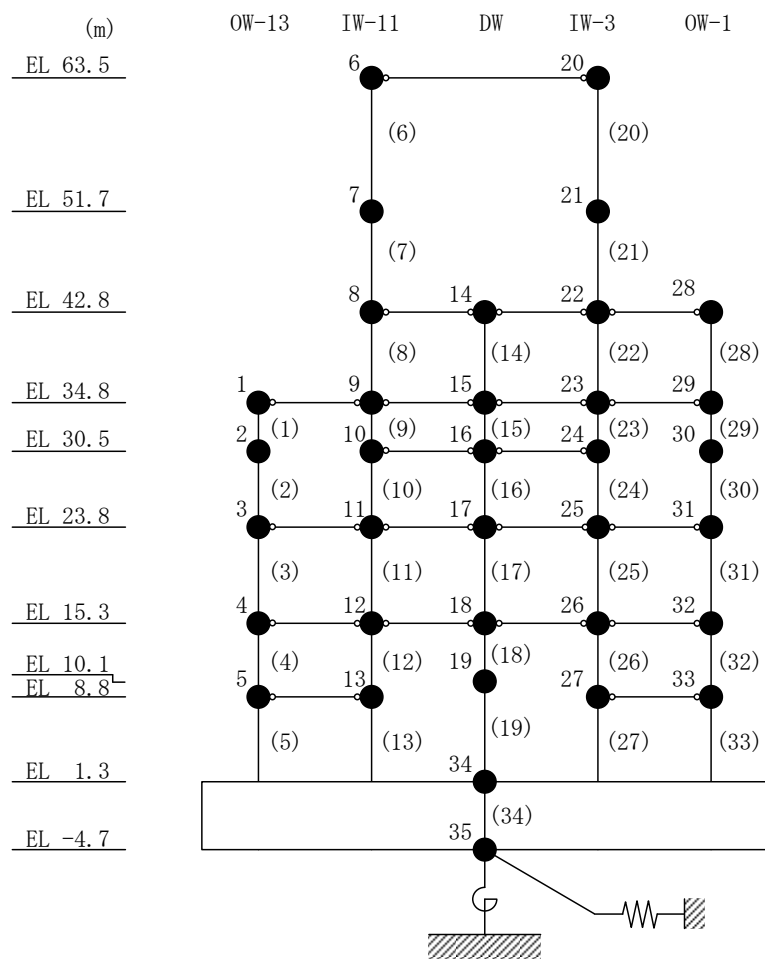 (m) OW-13 IW-11 DW IW-3 OW-1
EL 63.5 6 20
(6) (20)
EL 51.7 7 21
(7) (21)
EL 42.8 8 14 22 28
(8) (14) (22) (28)
EL 34.8 1 9 15 23 29
(1) (9) (15) (23) (29)
EL 30.5 2 10 16 24 30
(2) (10) (16) (24) (30)
EL 23.8 3 11 17 25 31
(3) (11) (17) (25) (31)
EL 15.3 4 12 18 26 32
(4) (12) (18) (26) (32)
EL 10.1 19
EL 8.8 5 13 27 33
(5) (13) (19) (27) (33)
EL 1.3 34
(34)
EL -4.7 35